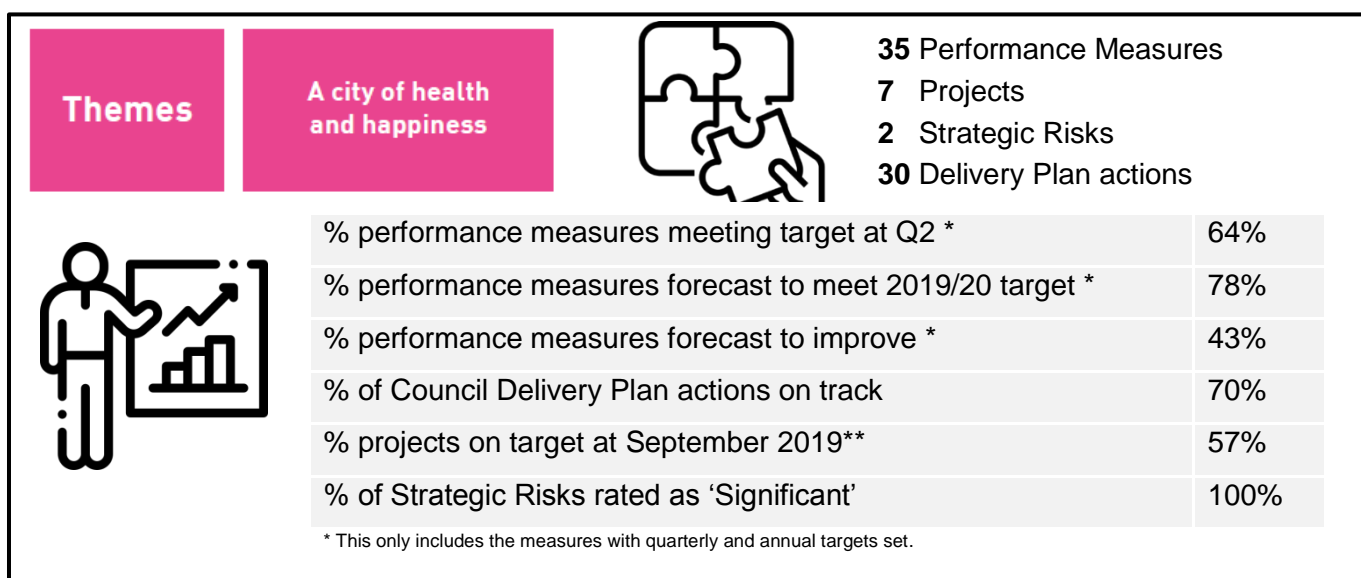 Themes
A city of health
and happiness
35 Performance Measures
7 Projects
2 Strategic Risks
30 Delivery Plan actions
% performance measures meeting target at Q2 * 64%
% performance measures forecast to meet 2019/20 target * 78%
% performance measures forecast to improve * 43%
% of Council Delivery Plan actions on track 70%
% projects on target at September 2019** 57%
% of Strategic Risks rated as ‘Significant’ 100%
* This only includes the measures with quarterly and annual targets set.